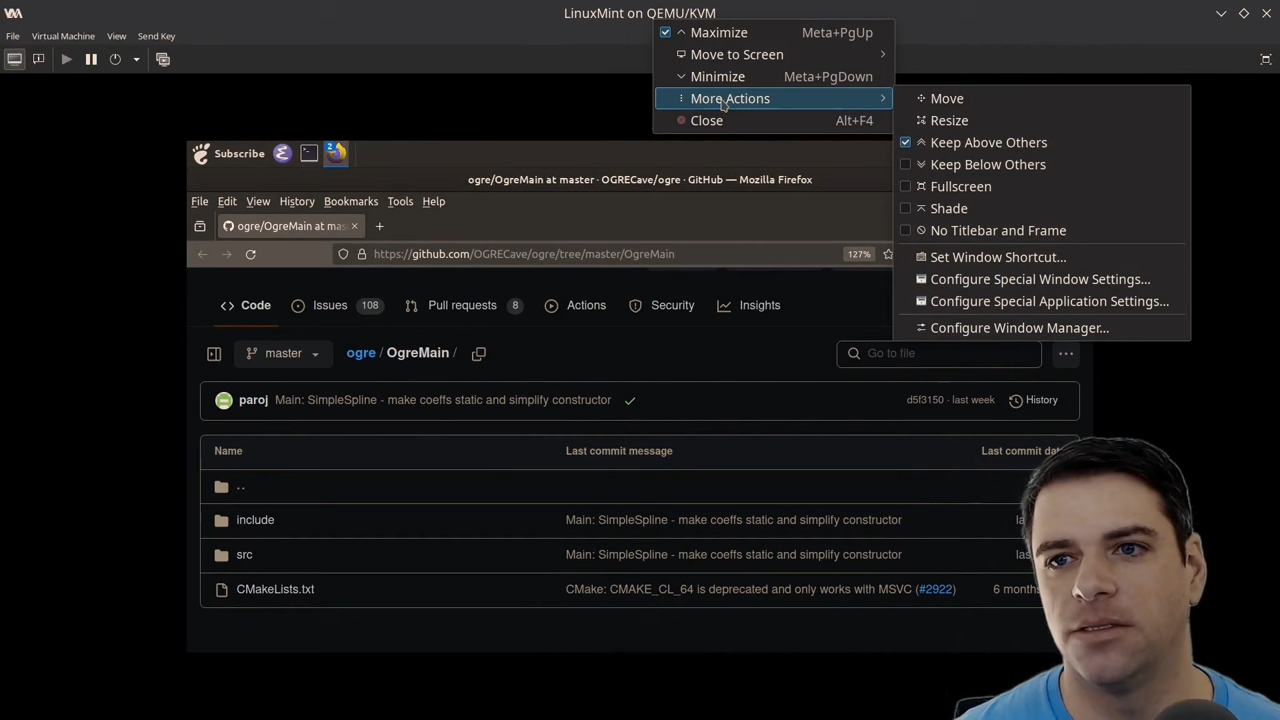 LinuxMint on QEMU/KVM
File Virtual Machine View Send Key
Maximize Meta+PgUp
Move to Screen
Minimize Meta+PgDown
More Actions
Close Alt+F4
Move
Resize
Keep Above Others
Keep Below Others
Fullscreen
Shade
No Titlebar and Frame
Set Window Shortcut...
Configure Special Window Settings...
Configure Special Application Settings...
Configure Window Manager...
Subscribe 2
ogre/OgreMain at master · OGRECave/ogre · GitHub — Mozilla Firefox
File Edit View History Bookmarks Tools Help
ogre/OgreMain at mas
https://github.com/OGRECave/ogre/tree/master/OgreMain 127%
Code Issues 108 Pull requests 8 Actions Security Insights
master ogre / OgreMain / Go to file
paroj Main: SimpleSpline - make coeffs static and simplify constructor d5f3150 · last week History
Name Last commit message Last commit dat
..
include Main: SimpleSpline - make coeffs static and simplify constructor la
src Main: SimpleSpline - make coeffs static and simplify constructor
CMakeLists.txt CMake: CMAKE_CL_64 is deprecated and only works with MSVC (#2922) 6 months